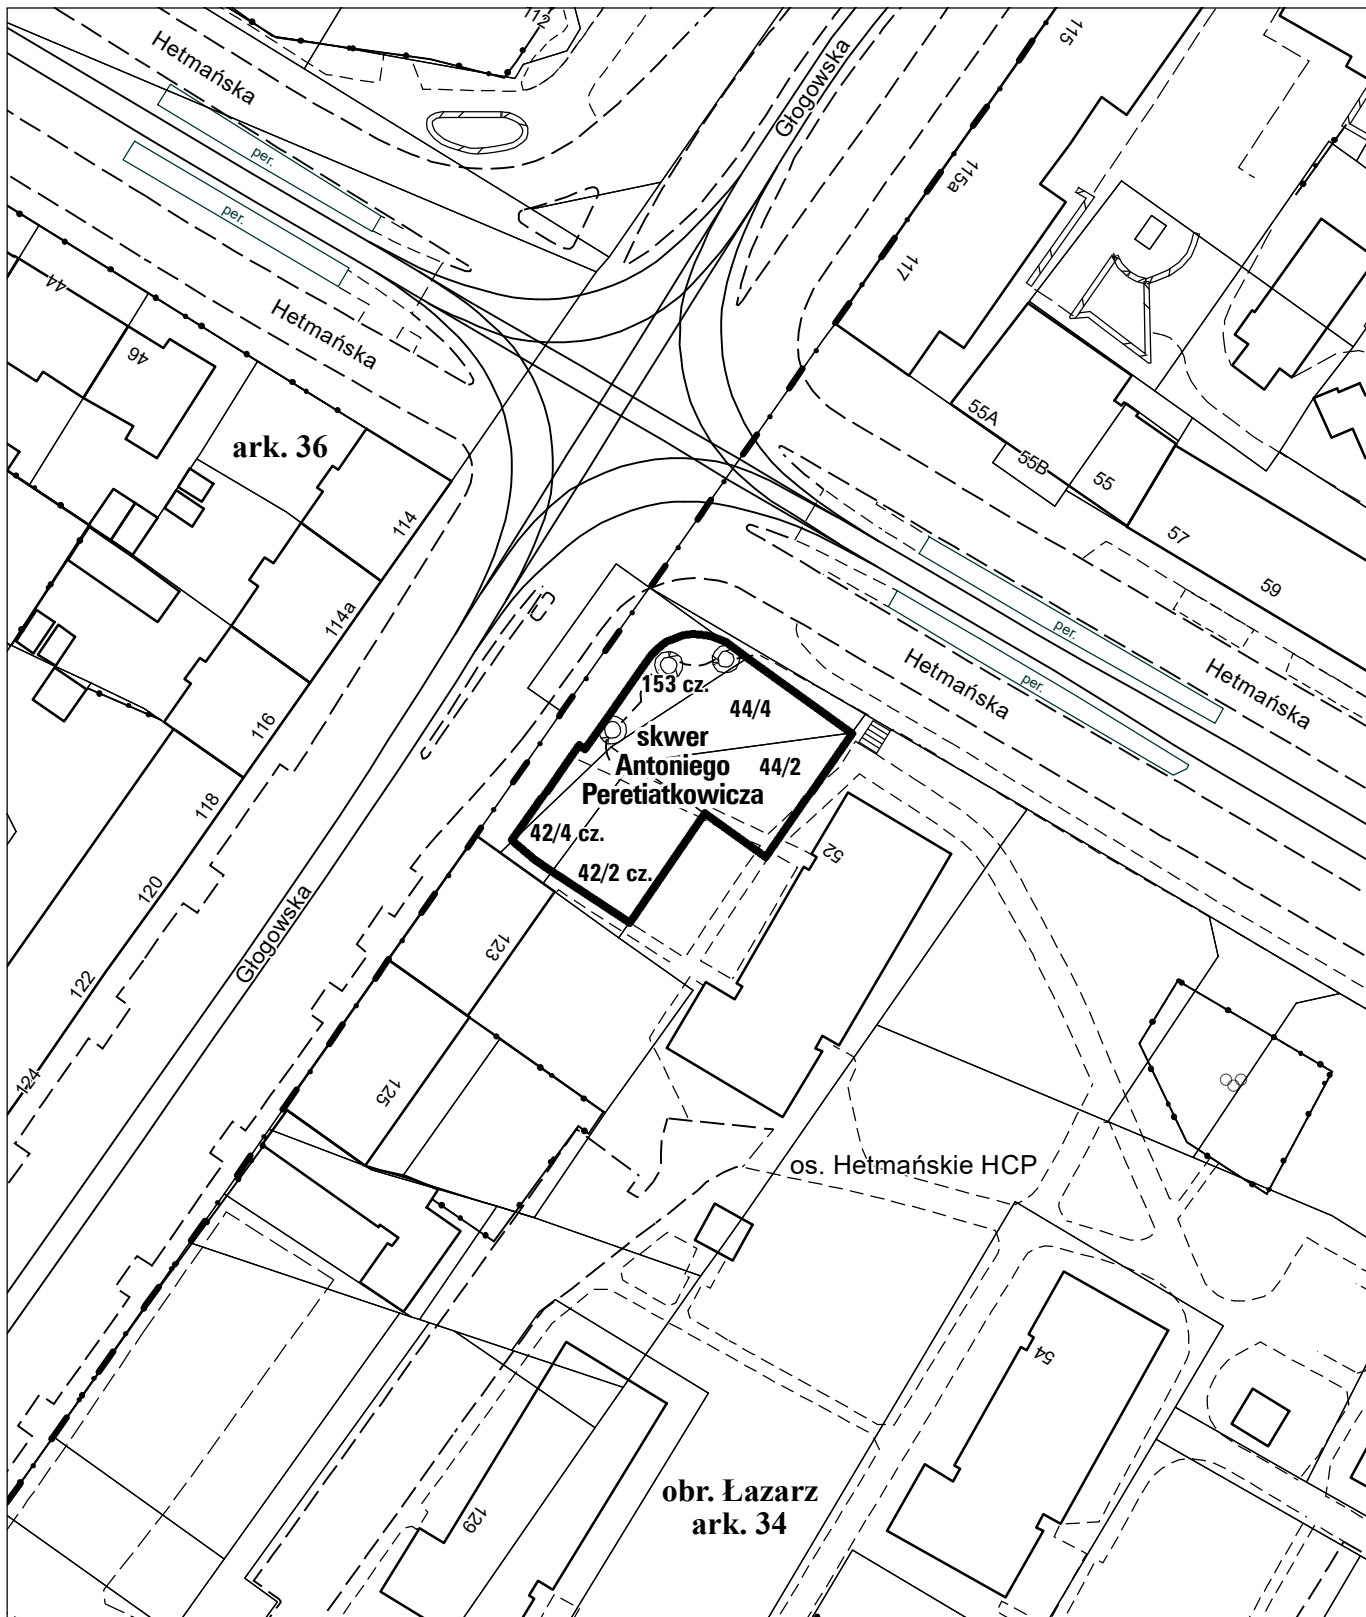 112
Hetmańska
Głogowska
115
per.
115a
per.
117
44
Hetmańska
46
55A
ark. 36
55B
55
114
57
59
114a
per.
Hetmańska
Hetmańska
per.
153 cz.
116
44/4
skwer
Antoniego
44/2
Peretiatkowicza
118
42/4 cz.
52
42/2 cz.
120
Głogowska
123
122
124
125
os. Hetmańskie HCP
54
obr. Łazarz
ark. 34
129